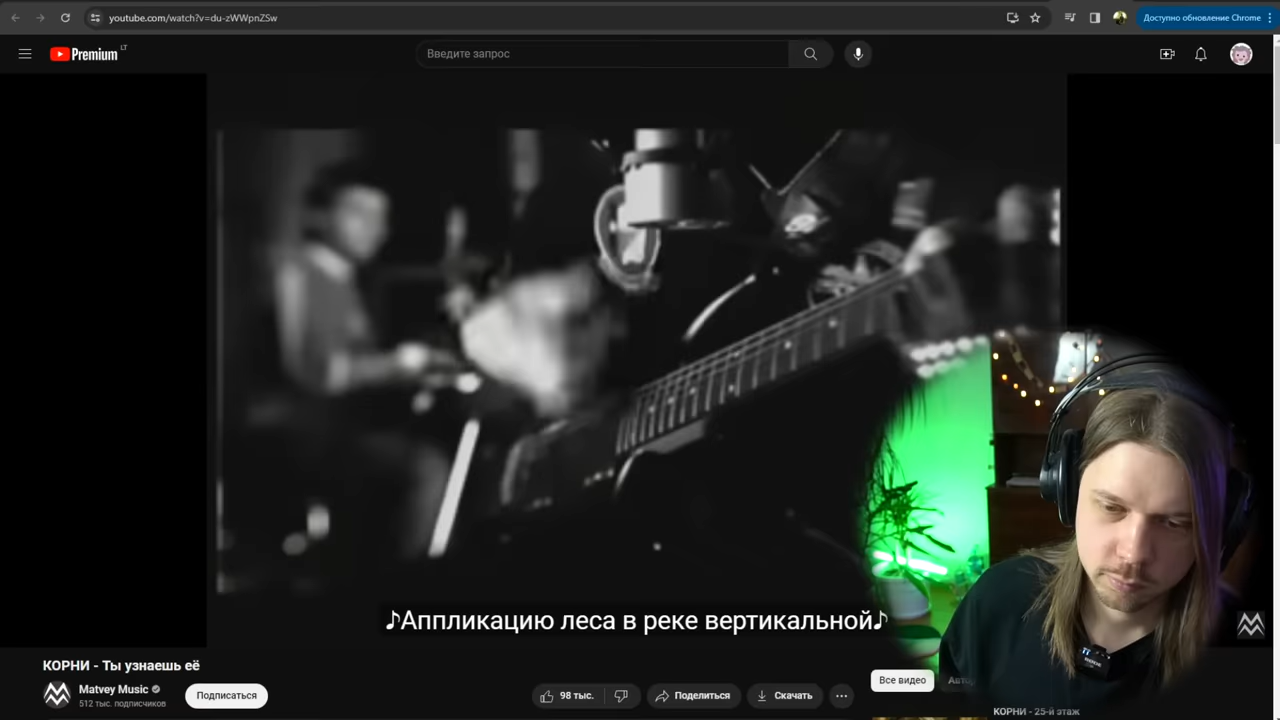 youtube.com/watch?v=du-zWWpnZSw
Доступно обновление Chrome
Premium LT
Введите запрос
♪Аппликацию леса в реке вертикальной♪
КОРНИ - Ты узнаешь её
Matvey Music
512 тыс. подписчиков
Подписаться
98 тыс.
Поделиться
Скачать
Все видео
КОРНИ - 25-й этаж